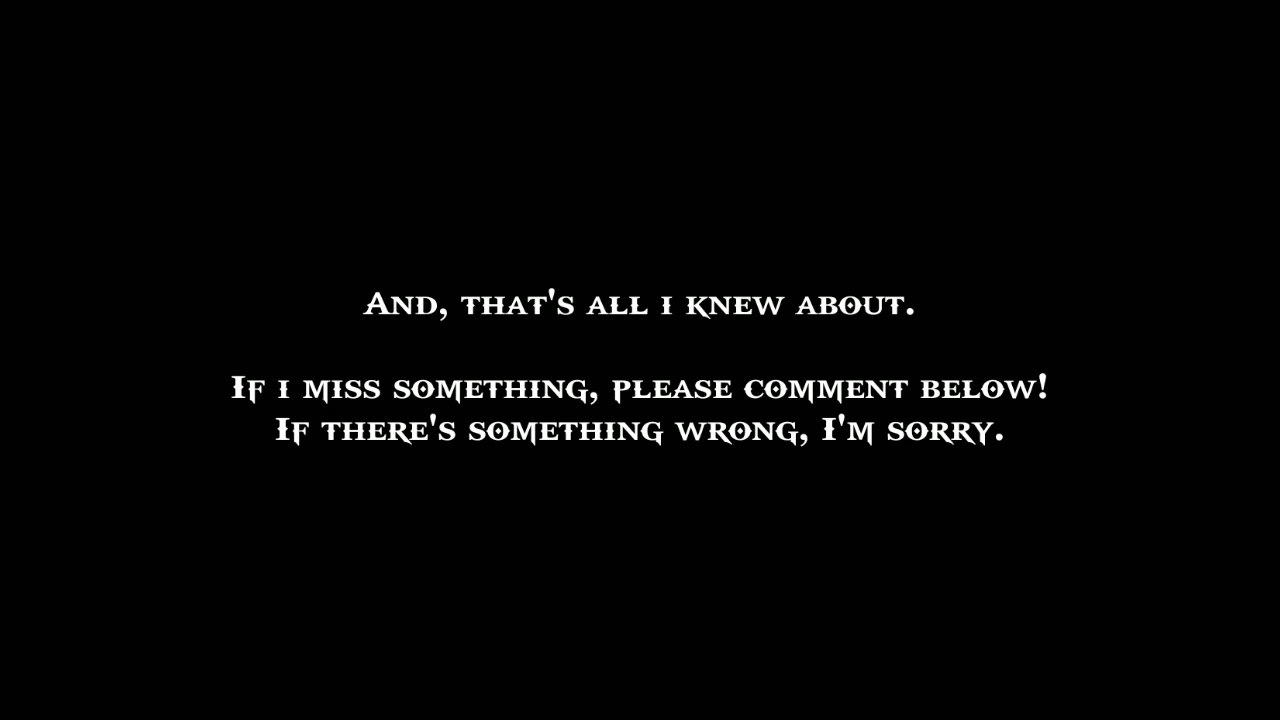 And, that's all i knew about.
If i miss something, please comment below!
If there's something wrong, I'm sorry.